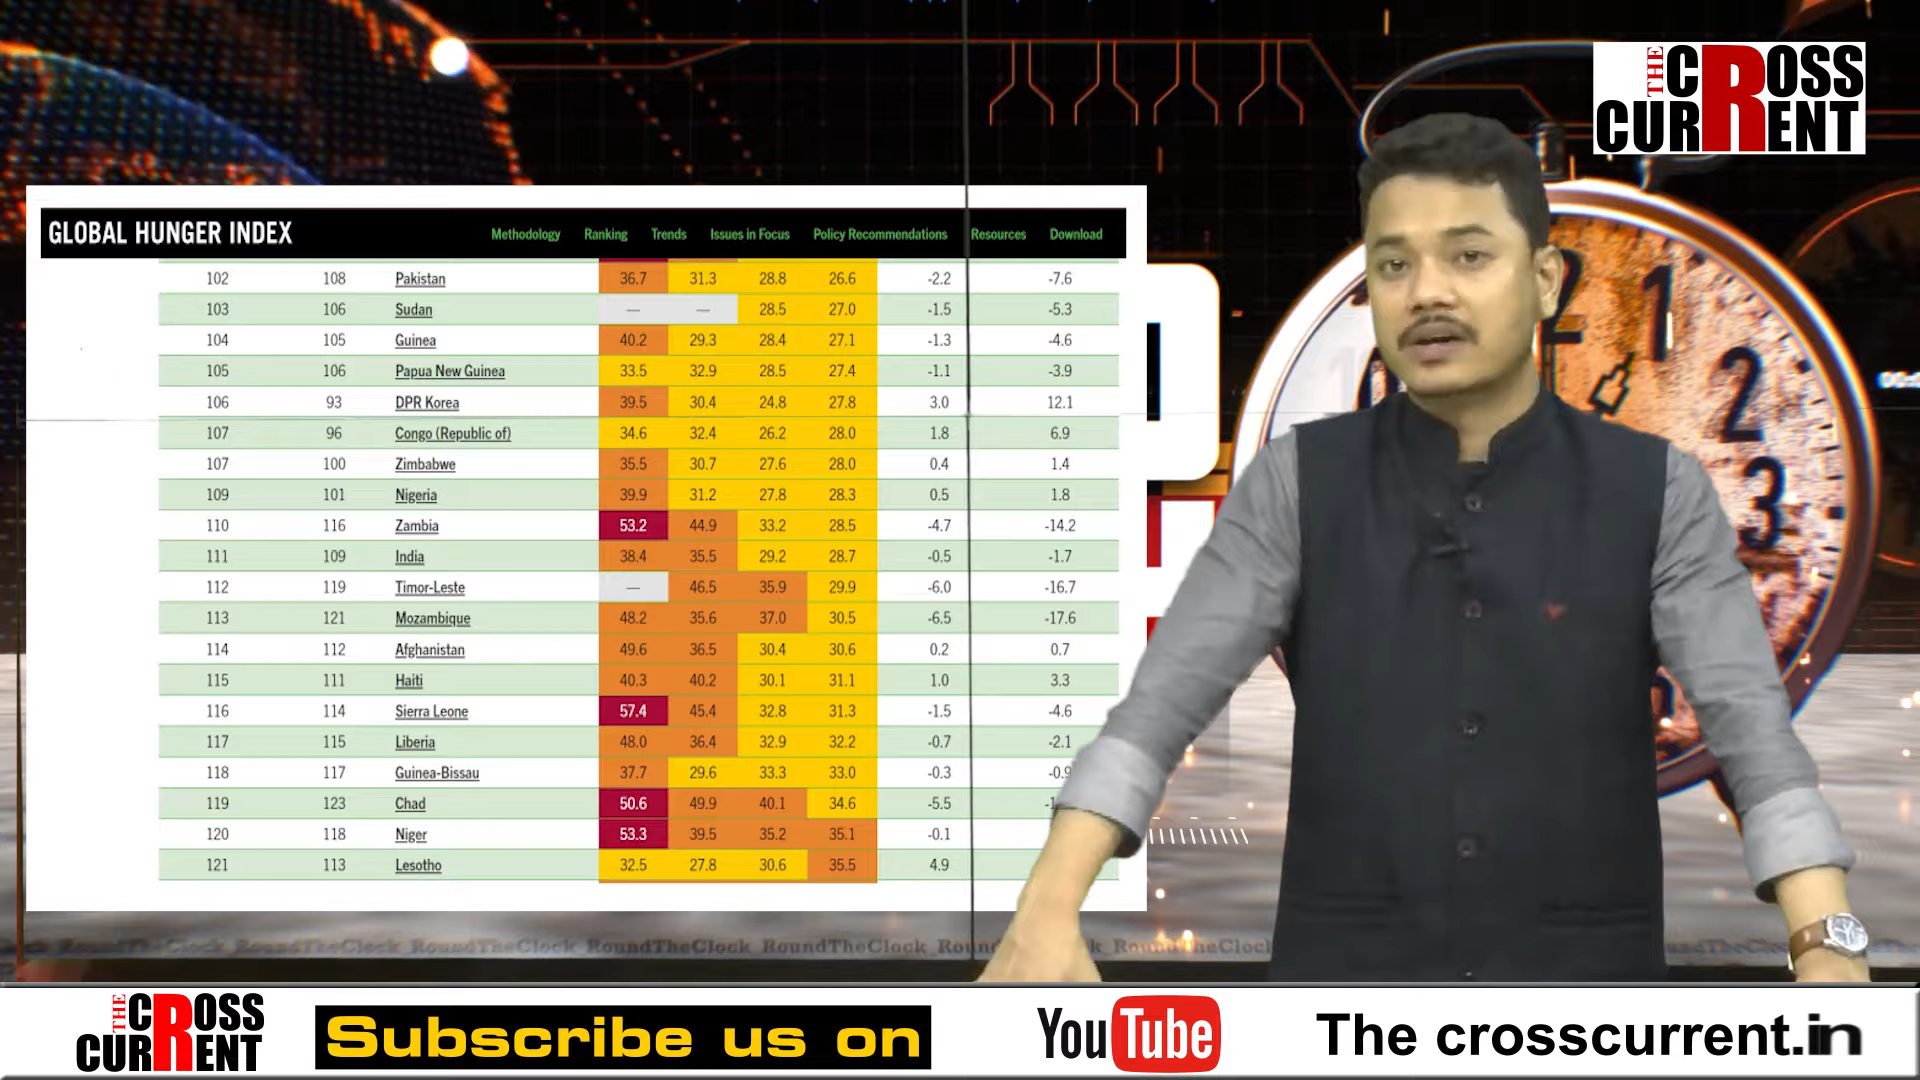 THE CROSS
CURRENT
GLOBAL HUNGER INDEX Methodology Ranking Trends Issues in Focus Policy Recommendations Resources Download
102 108 Pakistan 36.7 31.3 28.8 26.6 -2.2 -7.6
103 106 Sudan — — 28.5 27.0 -1.5 -5.3
104 105 Guinea 40.2 29.3 28.4 27.1 -1.3 -4.6
105 106 Papua New Guinea 33.5 32.9 28.5 27.4 -1.1 -3.9
106 93 DPR Korea 39.5 30.4 24.8 27.8 3.0 12.1
107 96 Congo (Republic of) 34.6 32.4 26.2 28.0 1.8 6.9
107 100 Zimbabwe 35.5 30.7 27.6 28.0 0.4 1.4
109 101 Nigeria 39.9 31.2 27.8 28.3 0.5 1.8
110 116 Zambia 53.2 44.9 33.2 28.5 -4.7 -14.2
111 109 India 38.4 35.5 29.2 28.7 -0.5 -1.7
112 119 Timor-Leste — 46.5 35.9 29.9 -6.0 -16.7
113 121 Mozambique 48.2 35.6 37.0 30.5 -6.5 -17.6
114 112 Afghanistan 49.6 36.5 30.4 30.6 0.2 0.7
115 111 Haiti 40.3 40.2 30.1 31.1 1.0 3.3
116 114 Sierra Leone 57.4 45.4 32.8 31.3 -1.5 -4.6
117 115 Liberia 48.0 36.4 32.9 32.2 -0.7 -2.1
118 117 Guinea-Bissau 37.7 29.6 33.3 33.0 -0.3 -0.9
119 123 Chad 50.6 49.9 40.1 34.6 -5.5
120 118 Niger 53.3 39.5 35.2 35.1 -0.1
121 113 Lesotho 32.5 27.8 30.6 35.5 4.9
1
2
3
RoundTheClock RoundTheClock RoundTheClock RoundTheClock
THE CROSS
CURRENT
Subscribe us on
YouTube
The crosscurrent.in